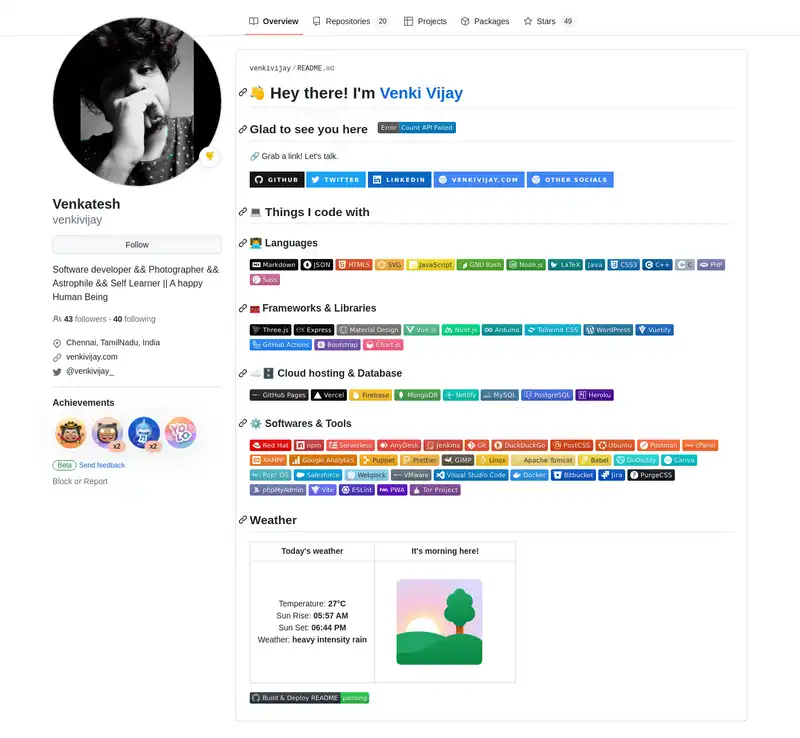 Overview
Repositories 20
Projects
Packages
Stars 49
Venkatesh
venkivijay
Follow
Software developer && Photographer &&
Astrophile && Self Learner || A happy
Human Being
43 followers · 40 following
Chennai, TamilNadu, India
venkivijay.com
@venkivijay_
Achievements
x2
x2
YOLO
Beta Send feedback
Block or Report
venkivijay/README.md
👋 Hey there! I'm Venki Vijay
Glad to see you here Error Count API Failed
🔗 Grab a link! Let's talk.
GITHUB TWITTER LINKEDIN VENKIVIJAY.COM OTHER SOCIALS
💻 Things I code with
👨‍💻 Languages
Markdown JSON HTML5 SVG JavaScript GNU Bash Node.js LaTeX Java CSS3 C++ C PHP
Sass
🧰 Frameworks & Libraries
Three.js Express Material Design Vue.js Nuxt.js Arduino Tailwind CSS WordPress Vuetify
GitHub Actions Bootstrap Chart.js
☁️🗄️ Cloud hosting & Database
GitHub Pages Vercel Firebase MongoDB Netlify MySQL PostgreSQL Heroku
⚙️ Softwares & Tools
Red Hat npm Serverless AnyDesk Jenkins Git DuckDuckGo PostCSS Ubuntu Postman cPanel
XAMPP Google Analytics Puppet Prettier GIMP Linux Apache Tomcat Babel GoDaddy Canva
Pop!_OS Salesforce Webpack VMware Visual Studio Code Docker Bitbucket Jira PurgeCSS
phpMyAdmin Vite ESLint PWA PWA Tor Project
Weather
Today's weather
It's morning here!
Temperature: 27°C
Sun Rise: 05:57 AM
Sun Set: 06:44 PM
Weather: heavy intensity rain
Build & Deploy README passing